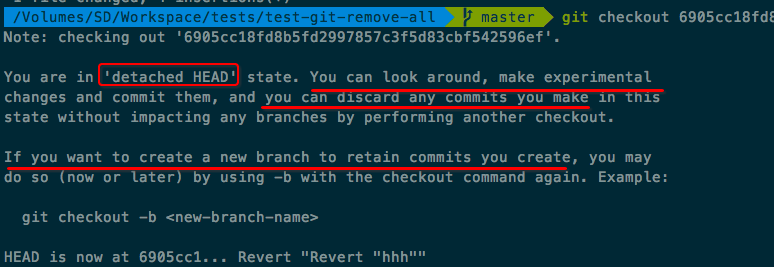 /Volumes/SD/Workspace/tests/test-git-remove-all master git checkout 6905cc18fd8
Note: checking out '6905cc18fd8b5fd2997857c3f5d83cbf542596ef'.
You are in 'detached HEAD' state. You can look around, make experimental
changes and commit them, and you can discard any commits you make in this
state without impacting any branches by performing another checkout.
If you want to create a new branch to retain commits you create, you may
do so (now or later) by using -b with the checkout command again. Example:
git checkout -b <new-branch-name>
HEAD is now at 6905cc1... Revert "Revert "hhh""